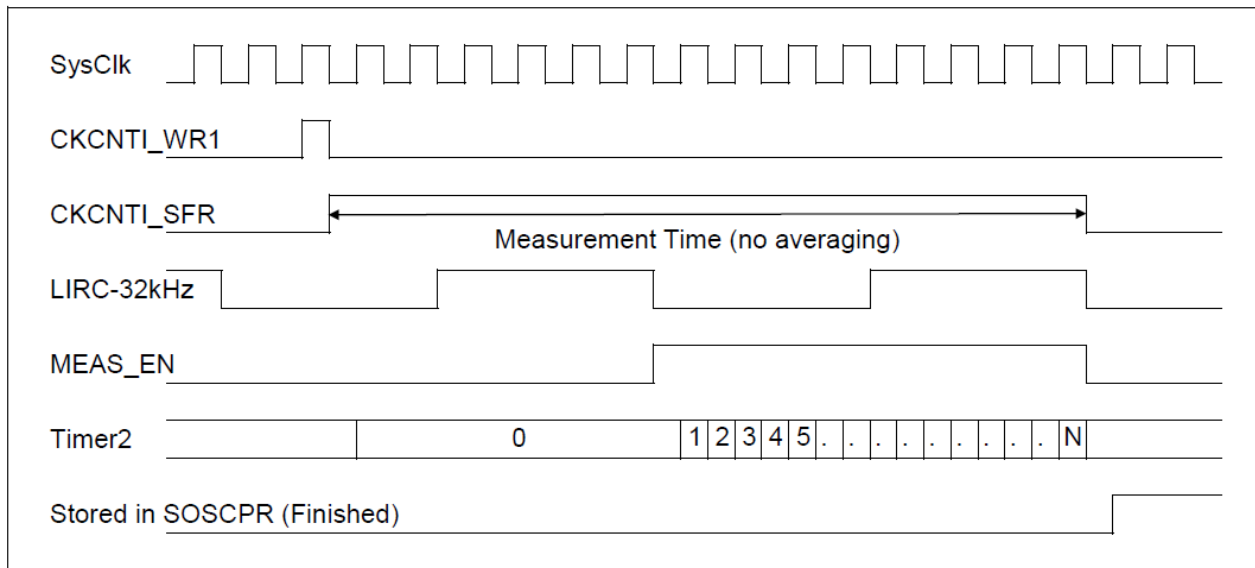 SysClk
CKCNTI_WR1
CKCNTI_SFR
Measurement Time (no averaging)
LIRC-32kHz
MEAS_EN
Timer2 0 1 2 3 4 5 . . . . . . . . . N
Stored in SOSCPR (Finished)